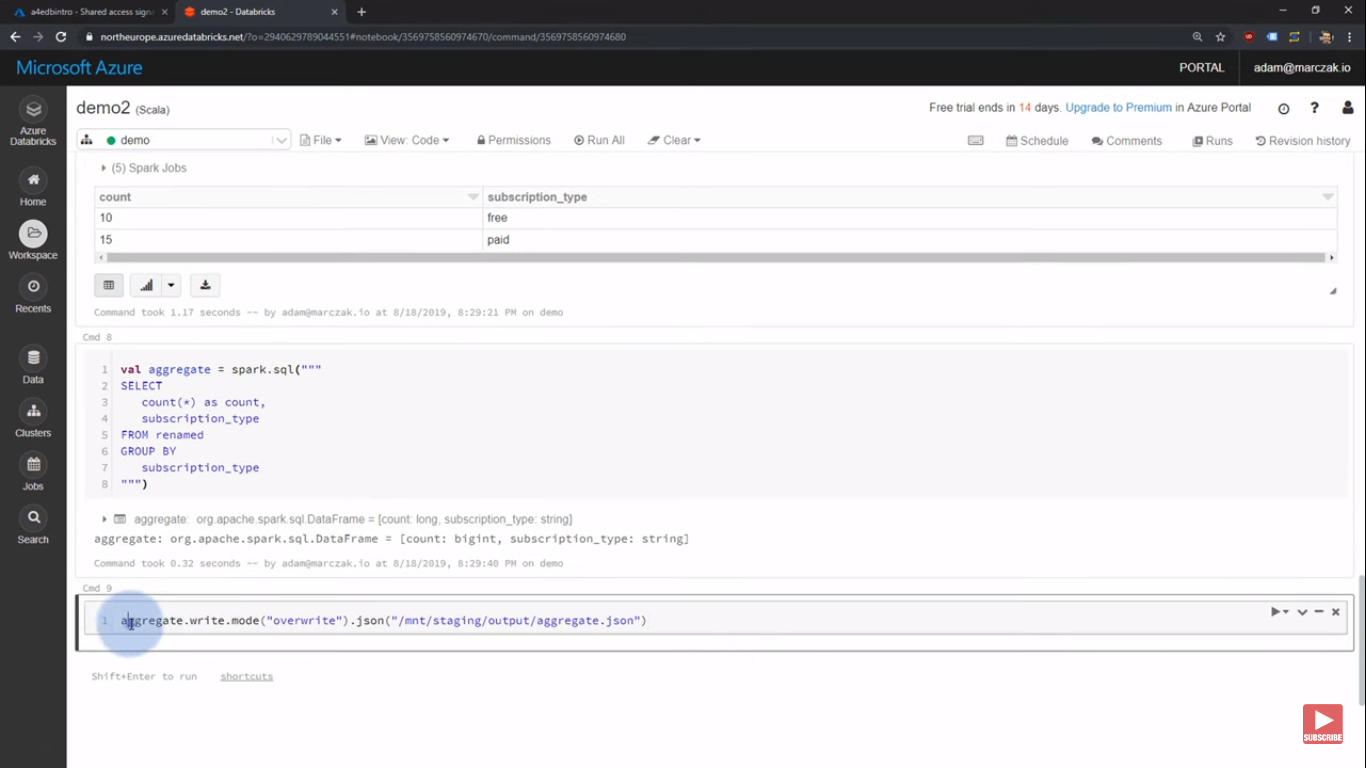 a4edbintro - Shared access signa
demo2 - Databricks
northeurope.azuredatabricks.net/?o=2940629789044551#notebook/3569758560974670/command/3569758560974680
Microsoft Azure
PORTAL
adam@marczak.io
Azure Databricks
Home
Workspace
Recents
Data
Clusters
Jobs
Search
demo2 (Scala)
Free trial ends in 14 days. Upgrade to Premium in Azure Portal
demo
File
View: Code
Permissions
Run All
Clear
Schedule
Comments
Runs
Revision history
(5) Spark Jobs
count subscription_type
10 free
15 paid
Command took 1.17 seconds -- by adam@marczak.io at 8/18/2019, 8:29:21 PM on demo
Cmd 8
1 val aggregate = spark.sql("""
2 SELECT
3 count(*) as count,
4 subscription_type
5 FROM renamed
6 GROUP BY
7 subscription_type
8 """)
aggregate: org.apache.spark.sql.DataFrame = [count: long, subscription_type: string]
aggregate: org.apache.spark.sql.DataFrame = [count: bigint, subscription_type: string]
Command took 0.32 seconds -- by adam@marczak.io at 8/18/2019, 8:29:40 PM on demo
Cmd 9
1 aggregate.write.mode("overwrite").json("/mnt/staging/output/aggregate.json")
Shift+Enter to run shortcuts
SUBSCRIBE